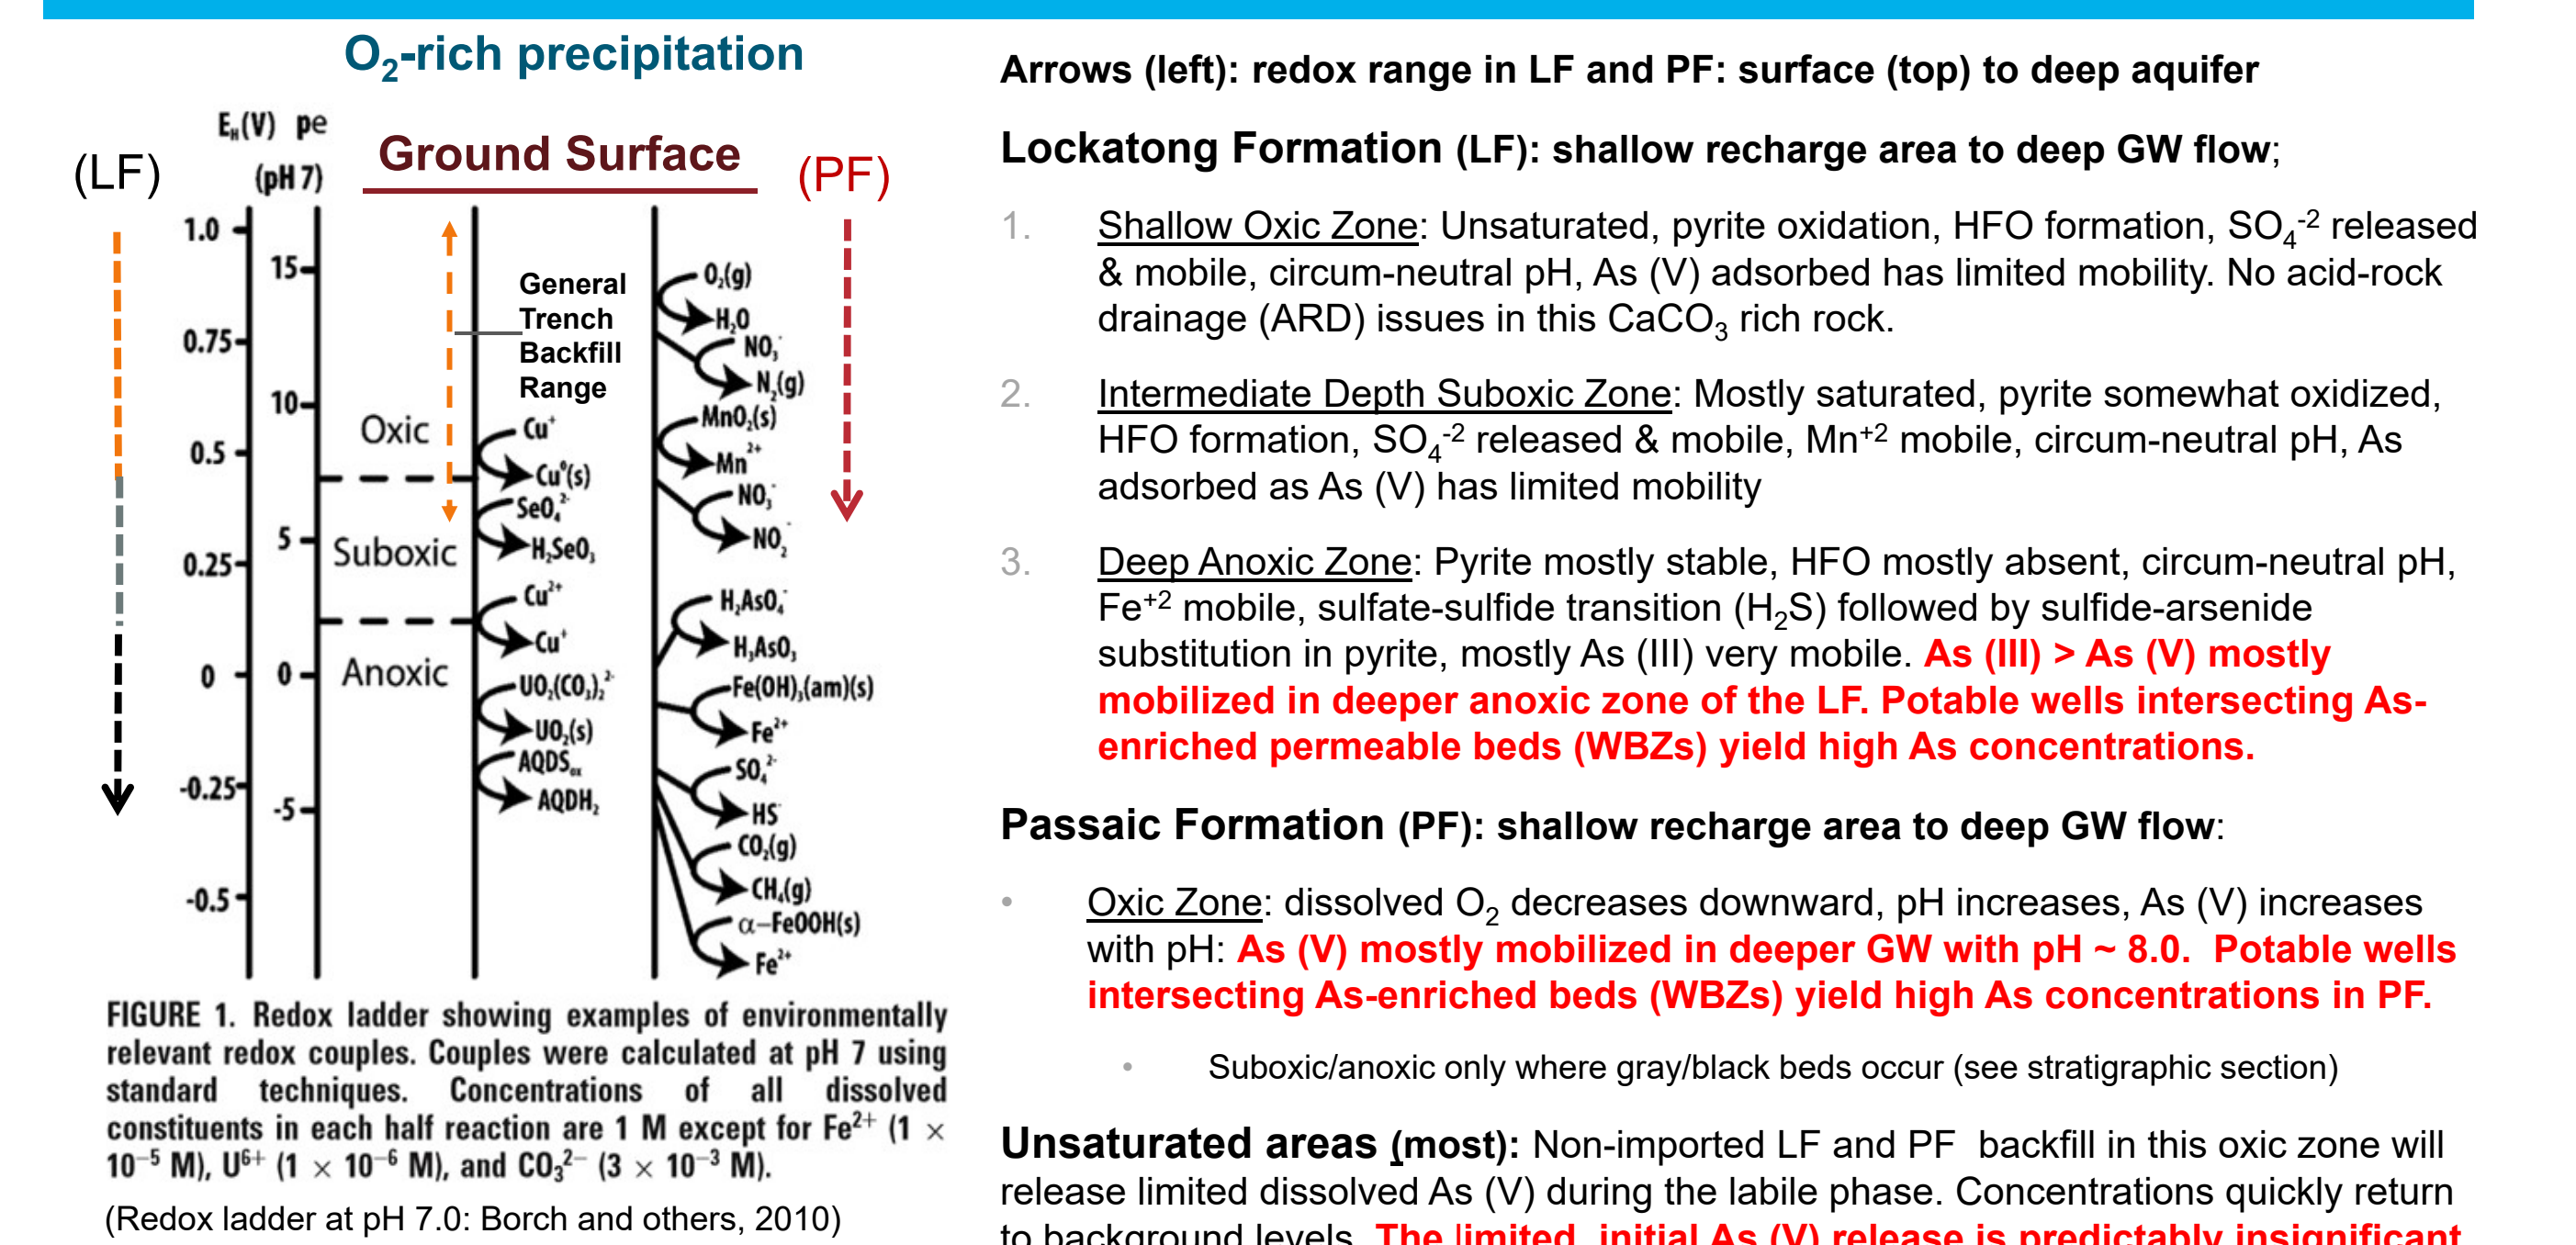 O₂-rich precipitation
E_H(V) pe
(pH 7)
Ground Surface
(LF)
(PF)
1.0
0.75
0.5
0.25
0
-0.25
-0.5
15
10
5
0
-5
Oxic
Suboxic
Anoxic
General
Trench
Backfill
Range
Cu⁺
Cu⁰(s)
SeO₄²⁻
H₂SeO₃
Cu²⁺
Cu⁺
UO₂(CO₃)₂²⁻
UO₂(s)
AQDSₒₓ
AQDH₂
O₂(g)
H₂O
NO₃⁻
N₂(g)
MnO₂(s)
Mn²⁺
NO₃⁻
NO₂⁻
H₂AsO₄⁻
H₃AsO₃
Fe(OH)₃(am)(s)
Fe²⁺
SO₄²⁻
HS⁻
CO₂(g)
CH₄(g)
α–FeOOH(s)
Fe²⁺
FIGURE 1. Redox ladder showing examples of environmentally
relevant redox couples. Couples were calculated at pH 7 using
standard techniques. Concentrations of all dissolved
constituents in each half reaction are 1 M except for Fe²⁺ (1 ×
10⁻⁵ M), U⁶⁺ (1 × 10⁻⁶ M), and CO₃²⁻ (3 × 10⁻³ M).
(Redox ladder at pH 7.0: Borch and others, 2010)
Arrows (left): redox range in LF and PF: surface (top) to deep aquifer
Lockatong Formation (LF): shallow recharge area to deep GW flow;
1. Shallow Oxic Zone: Unsaturated, pyrite oxidation, HFO formation, SO₄⁻² released
& mobile, circum-neutral pH, As (V) adsorbed has limited mobility. No acid-rock
drainage (ARD) issues in this CaCO₃ rich rock.
2. Intermediate Depth Suboxic Zone: Mostly saturated, pyrite somewhat oxidized,
HFO formation, SO₄⁻² released & mobile, Mn⁺² mobile, circum-neutral pH, As
adsorbed as As (V) has limited mobility
3. Deep Anoxic Zone: Pyrite mostly stable, HFO mostly absent, circum-neutral pH,
Fe⁺² mobile, sulfate-sulfide transition (H₂S) followed by sulfide-arsenide
substitution in pyrite, mostly As (III) very mobile. As (III) > As (V) mostly
mobilized in deeper anoxic zone of the LF. Potable wells intersecting As-
enriched permeable beds (WBZs) yield high As concentrations.
Passaic Formation (PF): shallow recharge area to deep GW flow:
• Oxic Zone: dissolved O₂ decreases downward, pH increases, As (V) increases
with pH: As (V) mostly mobilized in deeper GW with pH ~ 8.0. Potable wells
intersecting As-enriched beds (WBZs) yield high As concentrations in PF.
• Suboxic/anoxic only where gray/black beds occur (see stratigraphic section)
Unsaturated areas (most): Non-imported LF and PF backfill in this oxic zone will
release limited dissolved As (V) during the labile phase. Concentrations quickly return
to background levels. The limited, initial As (V) release is predictably insignificant